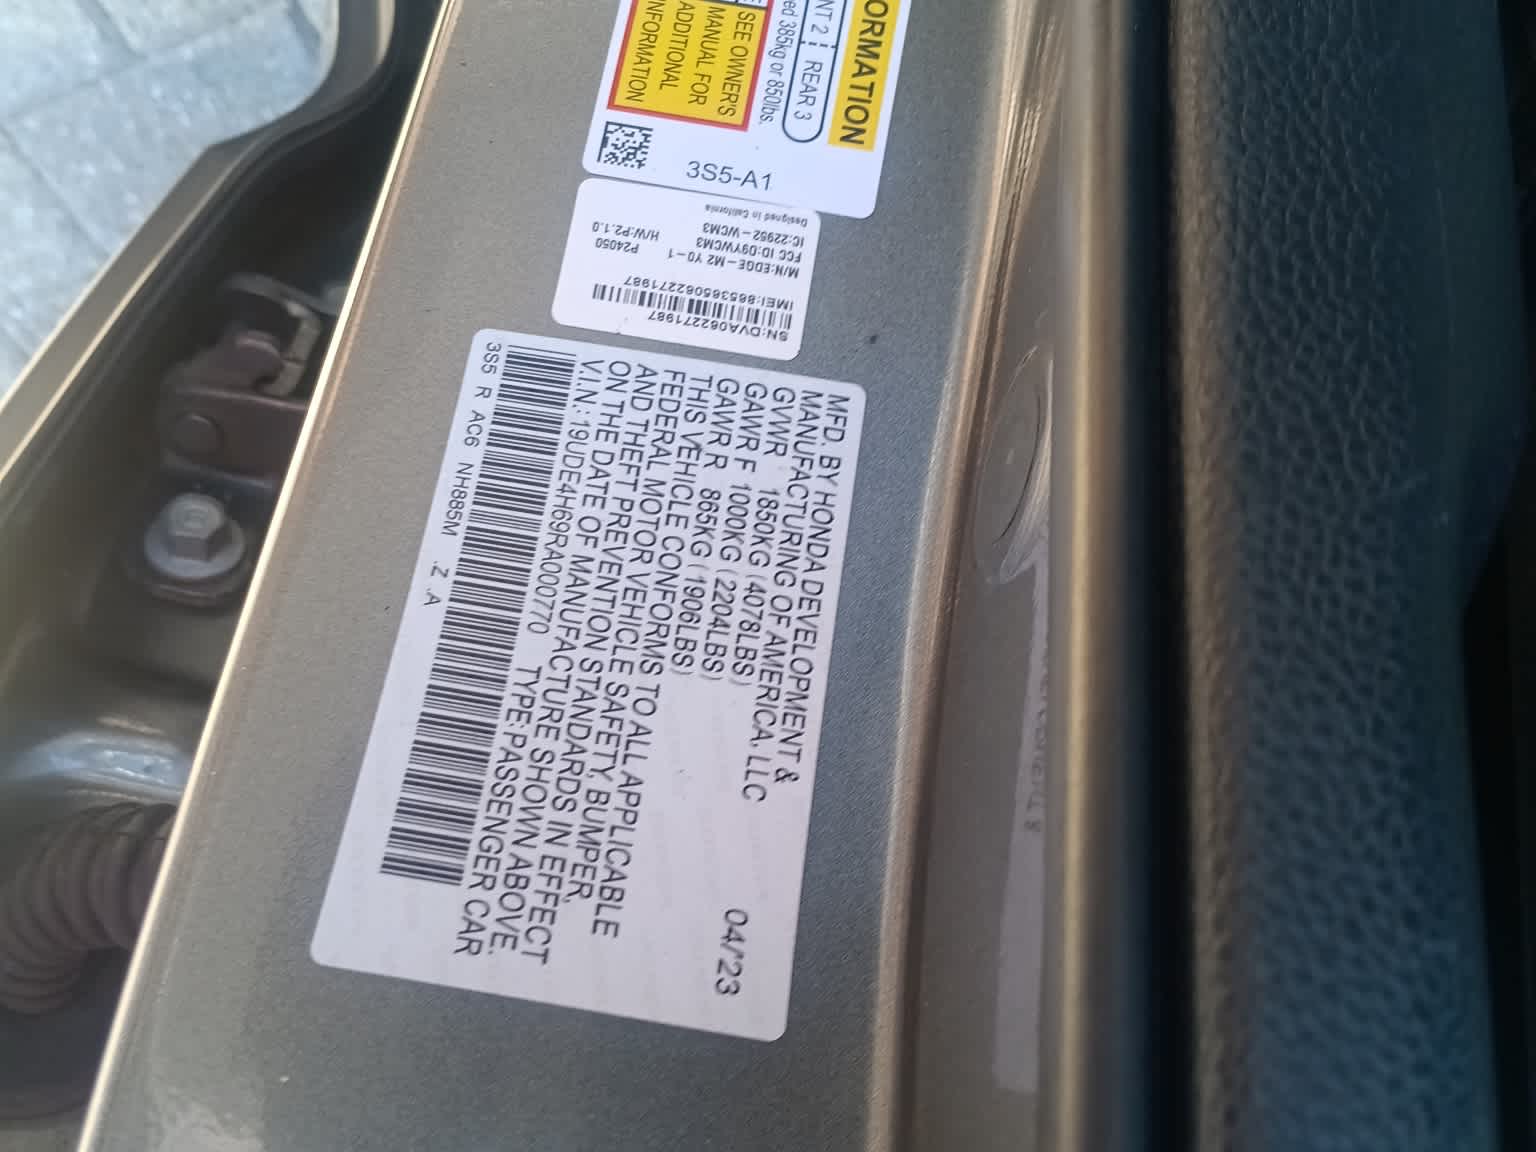 ORMATION
NT 2 REAR 3
ed 385kg or 850lbs.
SEE OWNER'S
MANUAL FOR
ADDITIONAL
INFORMATION
3S5-A1
SN:DVA062271987
IMEI:865365062271987
M/N:EDGE-M2 Y0-1 P24050
FCC ID:O9YWCM3 H/W:P2.1.0
IC:22952-WCM3
Designed in California
MFD. BY HONDA DEVELOPMENT &
MANUFACTURING OF AMERICA, LLC
GVWR 1850KG (4078LBS) 04/'23
GAWR F 1000KG (2204LBS)
GAWR R 865KG (1906LBS)
THIS VEHICLE CONFORMS TO ALL APPLICABLE
FEDERAL MOTOR VEHICLE SAFETY, BUMPER,
AND THEFT PREVENTION STANDARDS IN EFFECT
ON THE DATE OF MANUFACTURE SHOWN ABOVE.
V.I.N.: 19UDE4H69RA000770 TYPE:PASSENGER CAR
3S5 R AC6 NH885M .Z .A